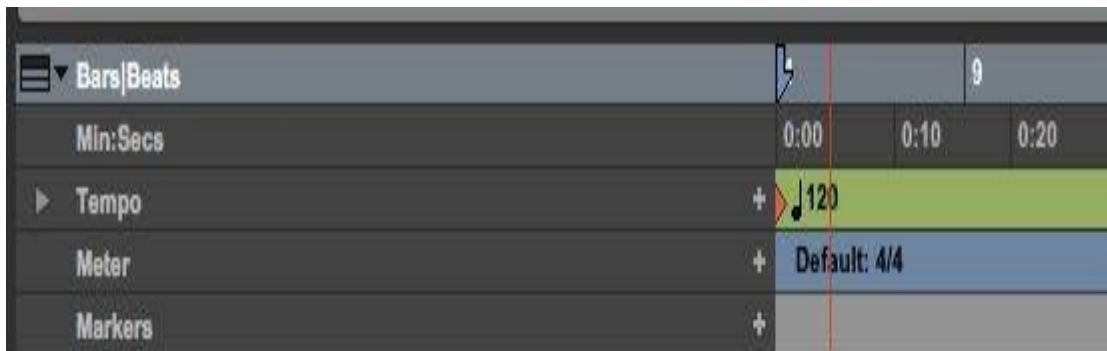 Bars|Beats 9
Min:Secs 0:00 0:10 0:20
Tempo + 120
Meter + Default: 4/4
Markers +